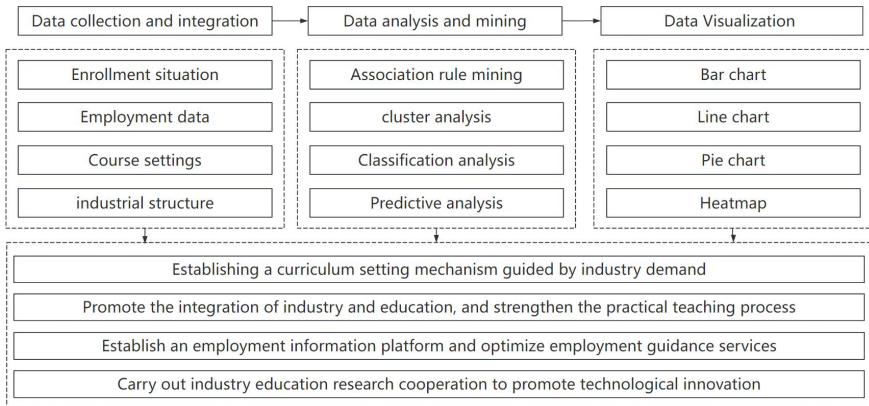 Data collection and integration
Data analysis and mining
Data Visualization
Enrollment situation
Employment data
Course settings
industrial structure
Association rule mining
cluster analysis
Classification analysis
Predictive analysis
Bar chart
Line chart
Pie chart
Heatmap
Establishing a curriculum setting mechanism guided by industry demand
Promote the integration of industry and education, and strengthen the practical teaching process
Establish an employment information platform and optimize employment guidance services
Carry out industry education research cooperation to promote technological innovation